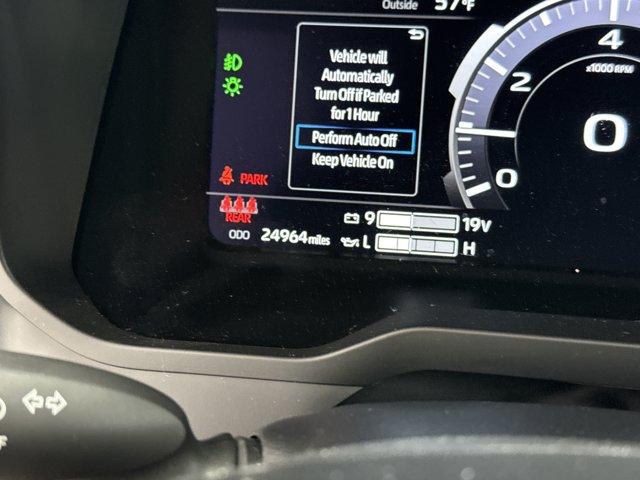 Outside 57°F
Vehicle will
Automatically
Turn Off if Parked
for 1 Hour
Perform Auto Off
Keep Vehicle On
4
x1000 RPM
2
0
0
PARK
REAR
9 19V
ODO 24964 miles L H